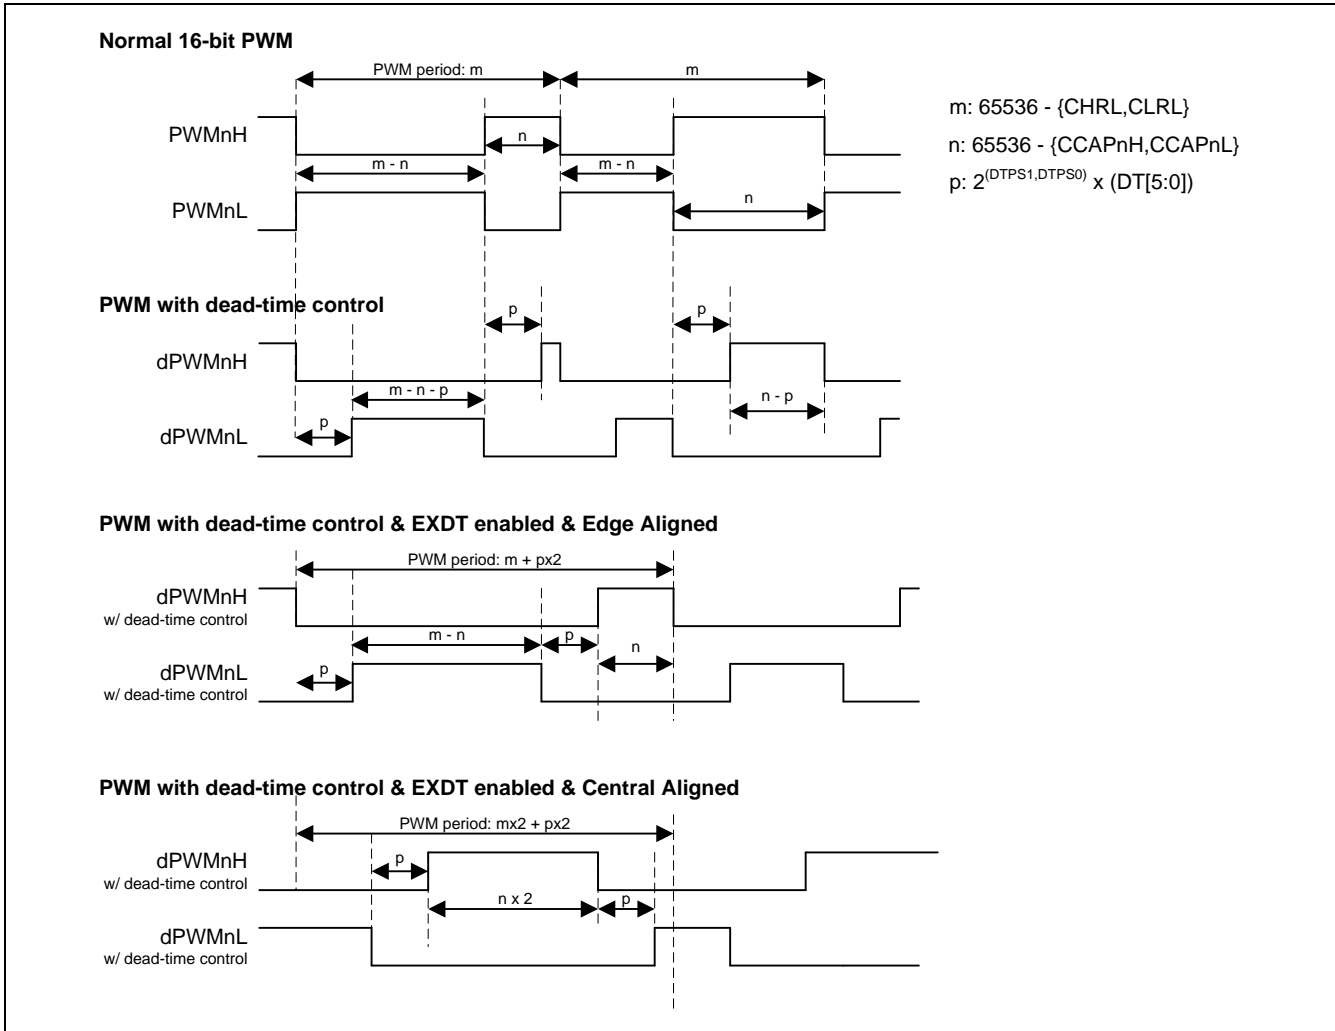 Normal 16-bit PWM
PWM period: m
m
m: 65536 - {CHRL,CLRL}
PWMnH
n
n: 65536 - {CCAPnH,CCAPnL}
m - n
m - n
p: 2^(DTPS1,DTPS0) x (DT[5:0])
PWMnL
n
PWM with dead-time control
p
p
dPWMnH
m - n - p
n - p
p
dPWMnL
PWM with dead-time control & EXDT enabled & Edge Aligned
PWM period: m + px2
dPWMnH
w/ dead-time control
m - n
p
n
dPWMnL
p
w/ dead-time control
PWM with dead-time control & EXDT enabled & Central Aligned
PWM period: mx2 + px2
dPWMnH
p
w/ dead-time control
n x 2
p
dPWMnL
w/ dead-time control